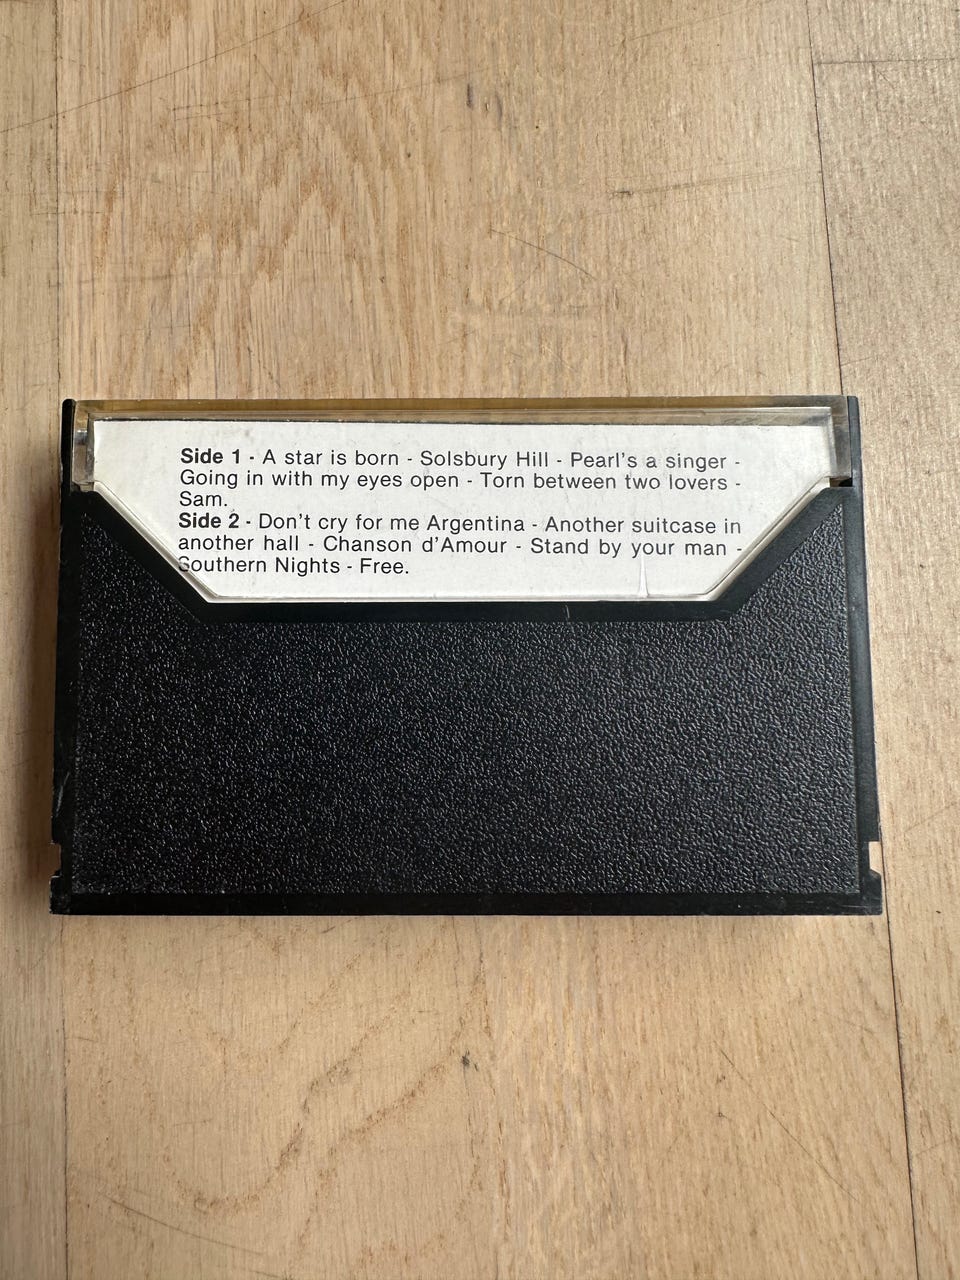 Side 1 - A star is born - Solsbury Hill - Pearl's a singer -
Going in with my eyes open - Torn between two lovers -
Sam.
Side 2 - Don't cry for me Argentina - Another suitcase in
another hall - Chanson d'Amour - Stand by your man -
Southern Nights - Free.